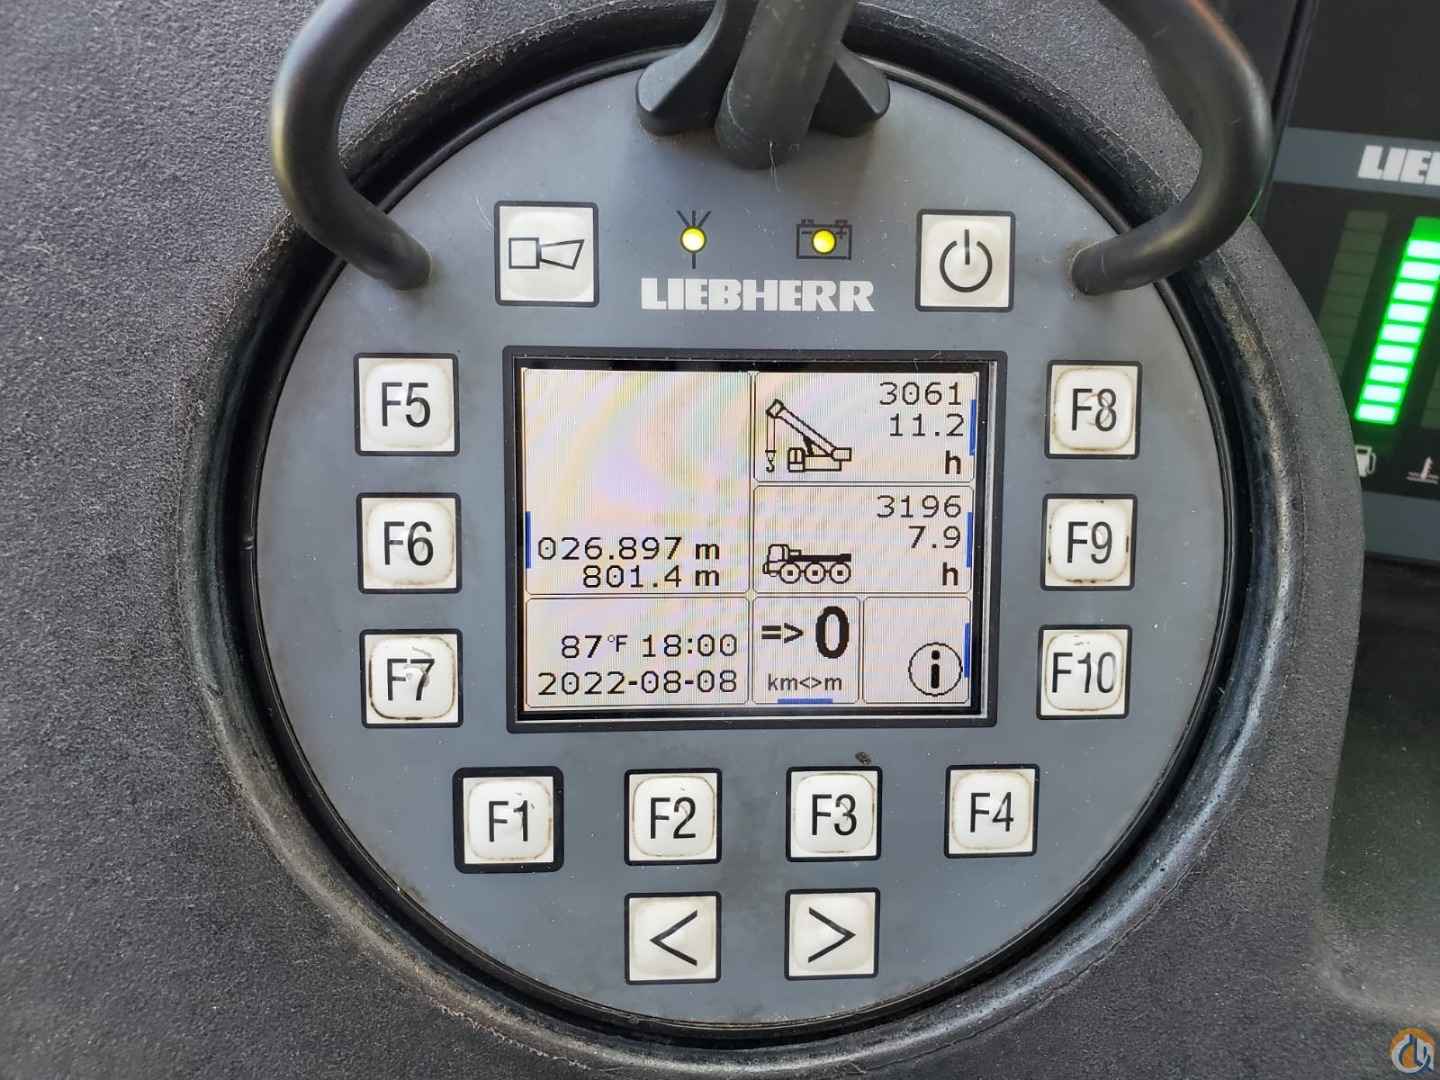 LIEBHERR
LIE
F5
F8
3061
11.2
h
F6
F9
3196
7.9
h
026.897 m
801.4 m
F7
F10
87°F 18:00
2022-08-08
=> 0
km<>m
i
F1
F2
F3
F4
<
>